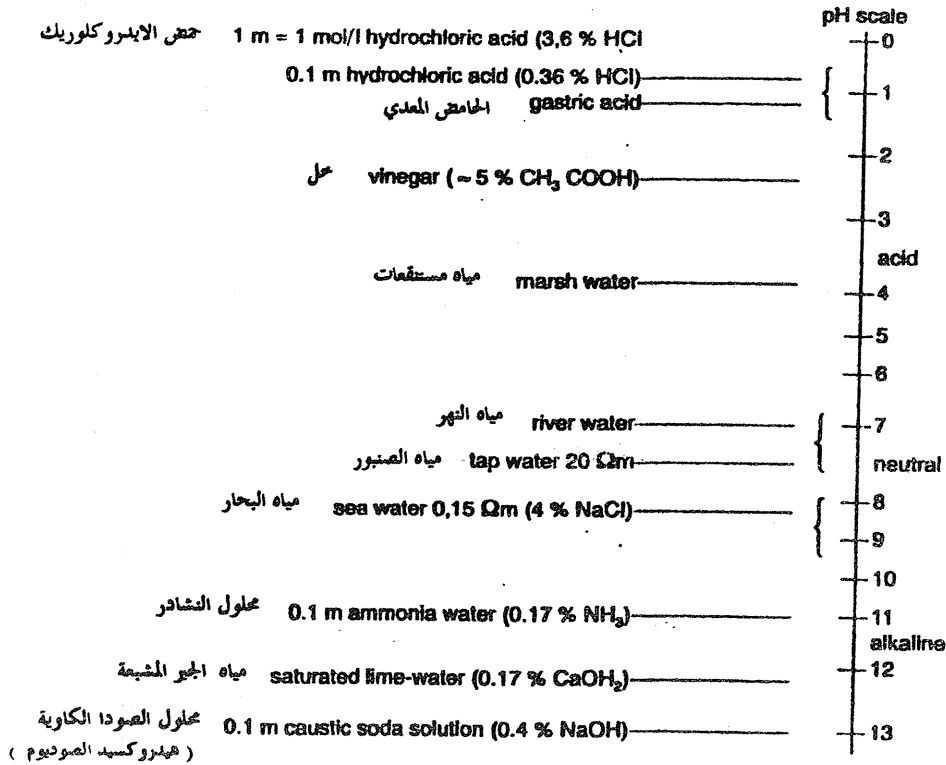 pH scale
حمض الايدروكلوريك 1 m = 1 mol/l hydrochloric acid (3,6 % HCl
0
0.1 m hydrochloric acid (0.36 % HCl)
الحامض المعدي gastric acid
1
2
خل vinegar (~ 5 % CH₃ COOH)
3
acid
مياه مستنقعات marsh water
4
5
6
مياه النهر river water
7
مياه الصنبور tap water 20 Ωm
neutral
مياه البحار sea water 0,15 Ωm (4 % NaCl)
8
9
10
محلول النشادر 0.1 m ammonia water (0.17 % NH₃)
11
alkaline
مياه الجير المشبعة saturated lime-water (0.17 % CaOH₂)
12
محلول الصودا الكاوية 0.1 m caustic soda solution (0.4 % NaOH)
13
( هيدروكسيد الصوديوم )